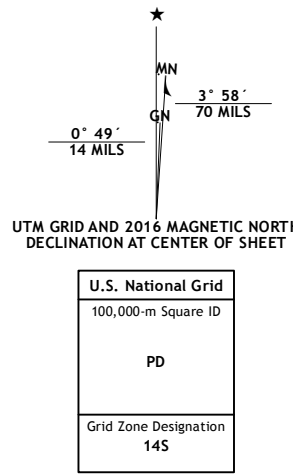 MN
3° 58´
70 MILS
GN
0° 49´
14 MILS
UTM GRID AND 2016 MAGNETIC NORTH
DECLINATION AT CENTER OF SHEET
U.S. National Grid
100,000-m Square ID
PD
Grid Zone Designation
14S